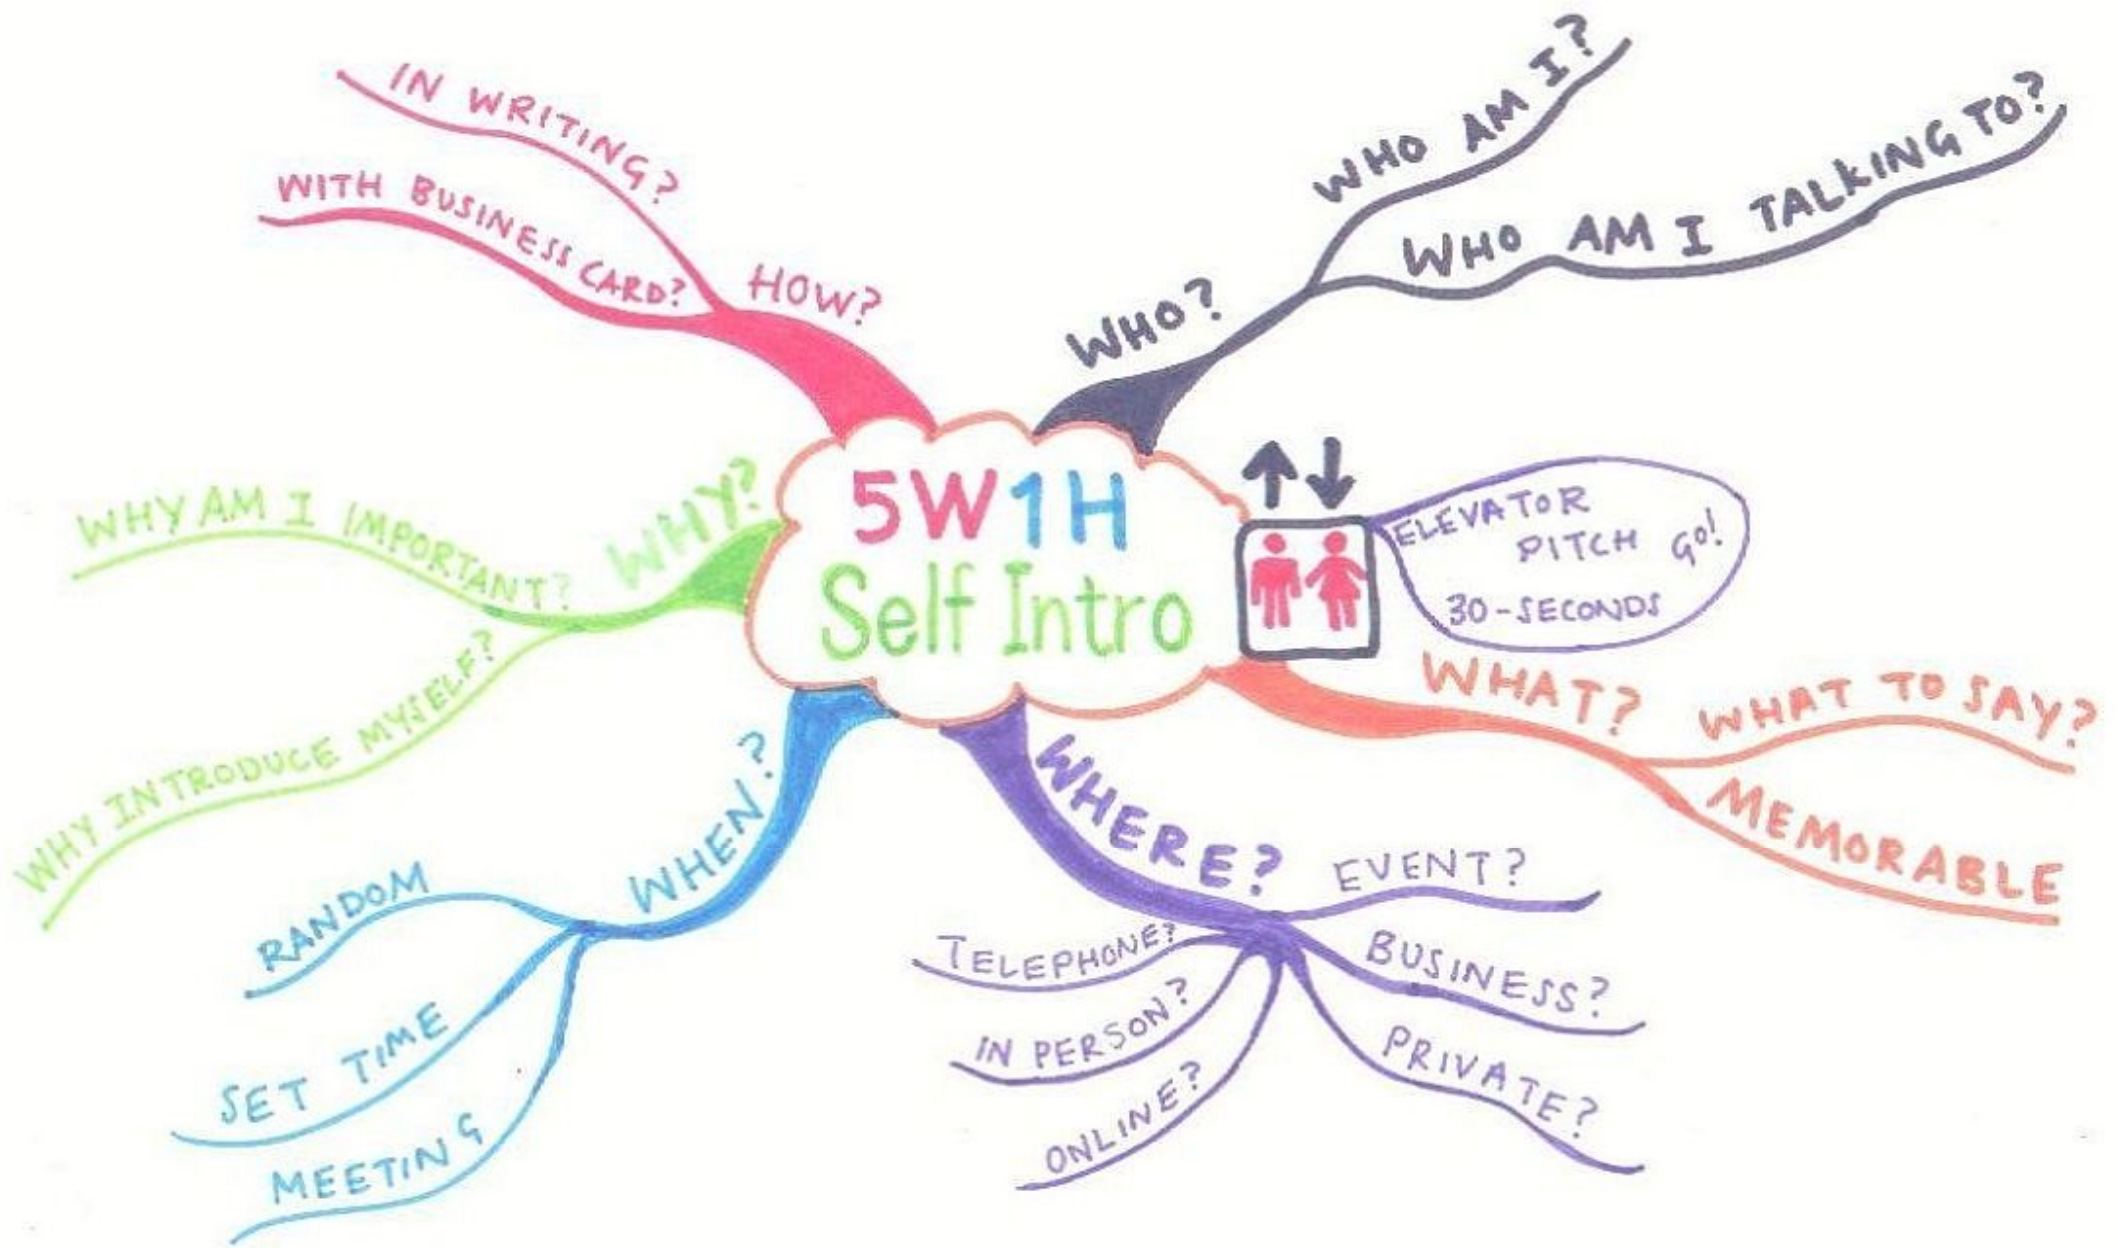 5W1H
Self Intro
WHO?
WHO AM I?
WHO AM I TALKING TO?
ELEVATOR
PITCH GO!
30-SECONDS
WHAT?
WHAT TO SAY?
MEMORABLE
WHERE?
EVENT?
BUSINESS?
PRIVATE?
TELEPHONE?
IN PERSON?
ONLINE?
WHEN?
RANDOM
SET TIME
MEETING
WHY?
WHY AM I IMPORTANT?
WHY INTRODUCE MYSELF?
HOW?
IN WRITING?
WITH BUSINESS CARD?